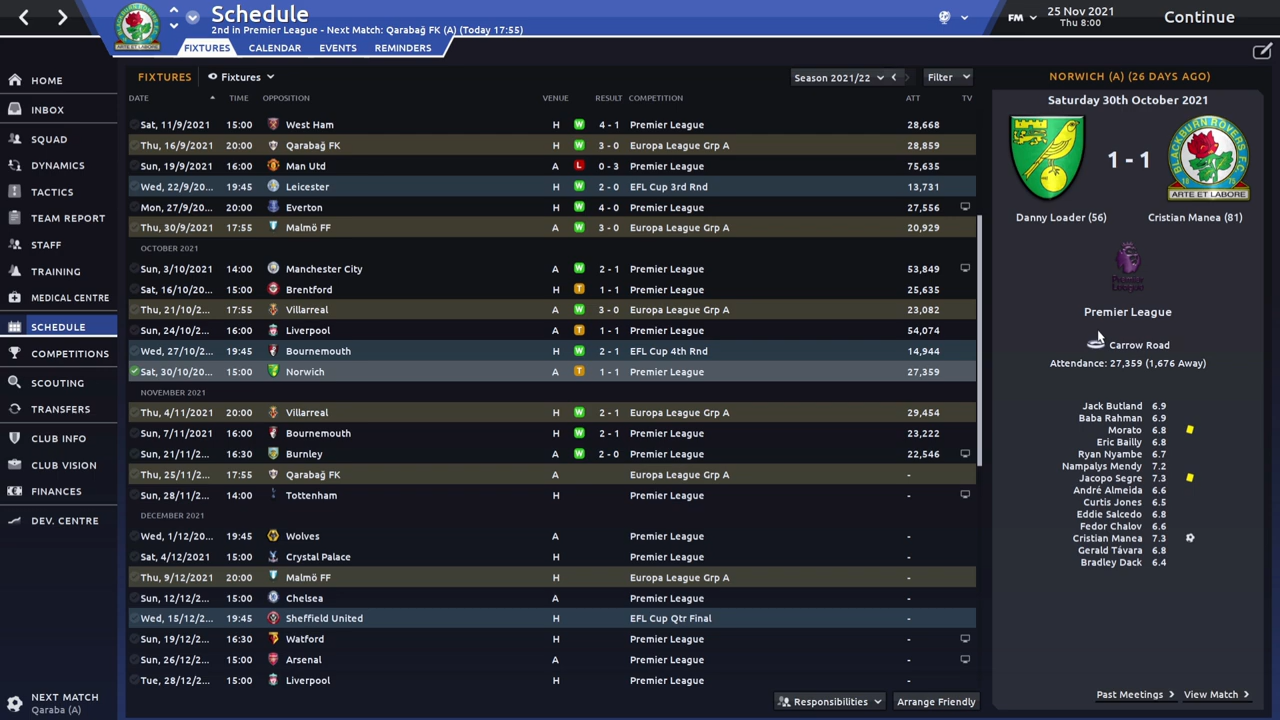 Schedule
2nd in Premier League - Next Match: Qarabağ FK (A) (Today 17:55)
FIXTURES CALENDAR EVENTS REMINDERS
FM 25 Nov 2021
Thu 8:00
Continue
HOME
INBOX
SQUAD
DYNAMICS
TACTICS
TEAM REPORT
STAFF
TRAINING
MEDICAL CENTRE
SCHEDULE
COMPETITIONS
SCOUTING
TRANSFERS
CLUB INFO
CLUB VISION
FINANCES
DEV. CENTRE
NEXT MATCH
Qaraba (A)
FIXTURES Fixtures Season 2021/22 Filter
DATE TIME OPPOSITION VENUE RESULT COMPETITION ATT TV
Sat, 11/9/2021 15:00 West Ham H W 4 - 1 Premier League 28,668
Thu, 16/9/2021 20:00 Qarabağ FK H W 3 - 0 Europa League Grp A 28,859
Sun, 19/9/2021 16:00 Man Utd A L 0 - 3 Premier League 75,635
Wed, 22/9/20... 19:45 Leicester H W 2 - 0 EFL Cup 3rd Rnd 13,731
Mon, 27/9/20... 20:00 Everton H W 4 - 0 Premier League 27,556
Thu, 30/9/2021 17:55 Malmö FF A W 3 - 0 Europa League Grp A 20,929
OCTOBER 2021
Sun, 3/10/2021 14:00 Manchester City A W 2 - 1 Premier League 53,849
Sat, 16/10/20... 15:00 Brentford H T 1 - 1 Premier League 25,635
Thu, 21/10/2... 17:55 Villarreal A W 3 - 0 Europa League Grp A 23,082
Sun, 24/10/2... 16:00 Liverpool A T 1 - 1 Premier League 54,074
Wed, 27/10/2... 19:45 Bournemouth H W 2 - 1 EFL Cup 4th Rnd 14,944
Sat, 30/10/20... 15:00 Norwich A T 1 - 1 Premier League 27,359
NOVEMBER 2021
Thu, 4/11/2021 20:00 Villarreal H W 2 - 1 Europa League Grp A 29,454
Sun, 7/11/2021 16:00 Bournemouth H W 2 - 1 Premier League 23,222
Sun, 21/11/2... 16:30 Burnley A W 2 - 0 Premier League 22,546
Thu, 25/11/2... 17:55 Qarabağ FK A Europa League Grp A -
Sun, 28/11/2... 14:00 Tottenham H Premier League -
DECEMBER 2021
Wed, 1/12/20... 19:45 Wolves A Premier League -
Sat, 4/12/2021 15:00 Crystal Palace H Premier League -
Thu, 9/12/2021 20:00 Malmö FF H Europa League Grp A -
Sun, 12/12/2... 15:00 Chelsea A Premier League -
Wed, 15/12/2... 19:45 Sheffield United H EFL Cup Qtr Final -
Sun, 19/12/2... 16:30 Watford H Premier League -
Sun, 26/12/2... 15:00 Arsenal A Premier League -
Tue, 28/12/2... 15:00 Liverpool H Premier League -
Responsibilities Arrange Friendly
NORWICH (A) (26 DAYS AGO)
Saturday 30th October 2021
BLACKBURN ROVERS F.C.
1875
ARTE ET LABORE
1 - 1
Danny Loader (56) Cristian Manea (81)
Premier League
Premier League
Carrow Road
Attendance: 27,359 (1,676 Away)
Jack Butland 6.9
Baba Rahman 6.9
Morato 6.8
Eric Bailly 6.8
Ryan Nyambe 6.7
Nampalys Mendy 7.2
Jacopo Segre 7.3
André Almeida 6.6
Curtis Jones 6.5
Eddie Salcedo 6.8
Fedor Chalov 6.6
Cristian Manea 7.3
Gerald Távara 6.8
Bradley Dack 6.4
Past Meetings View Match